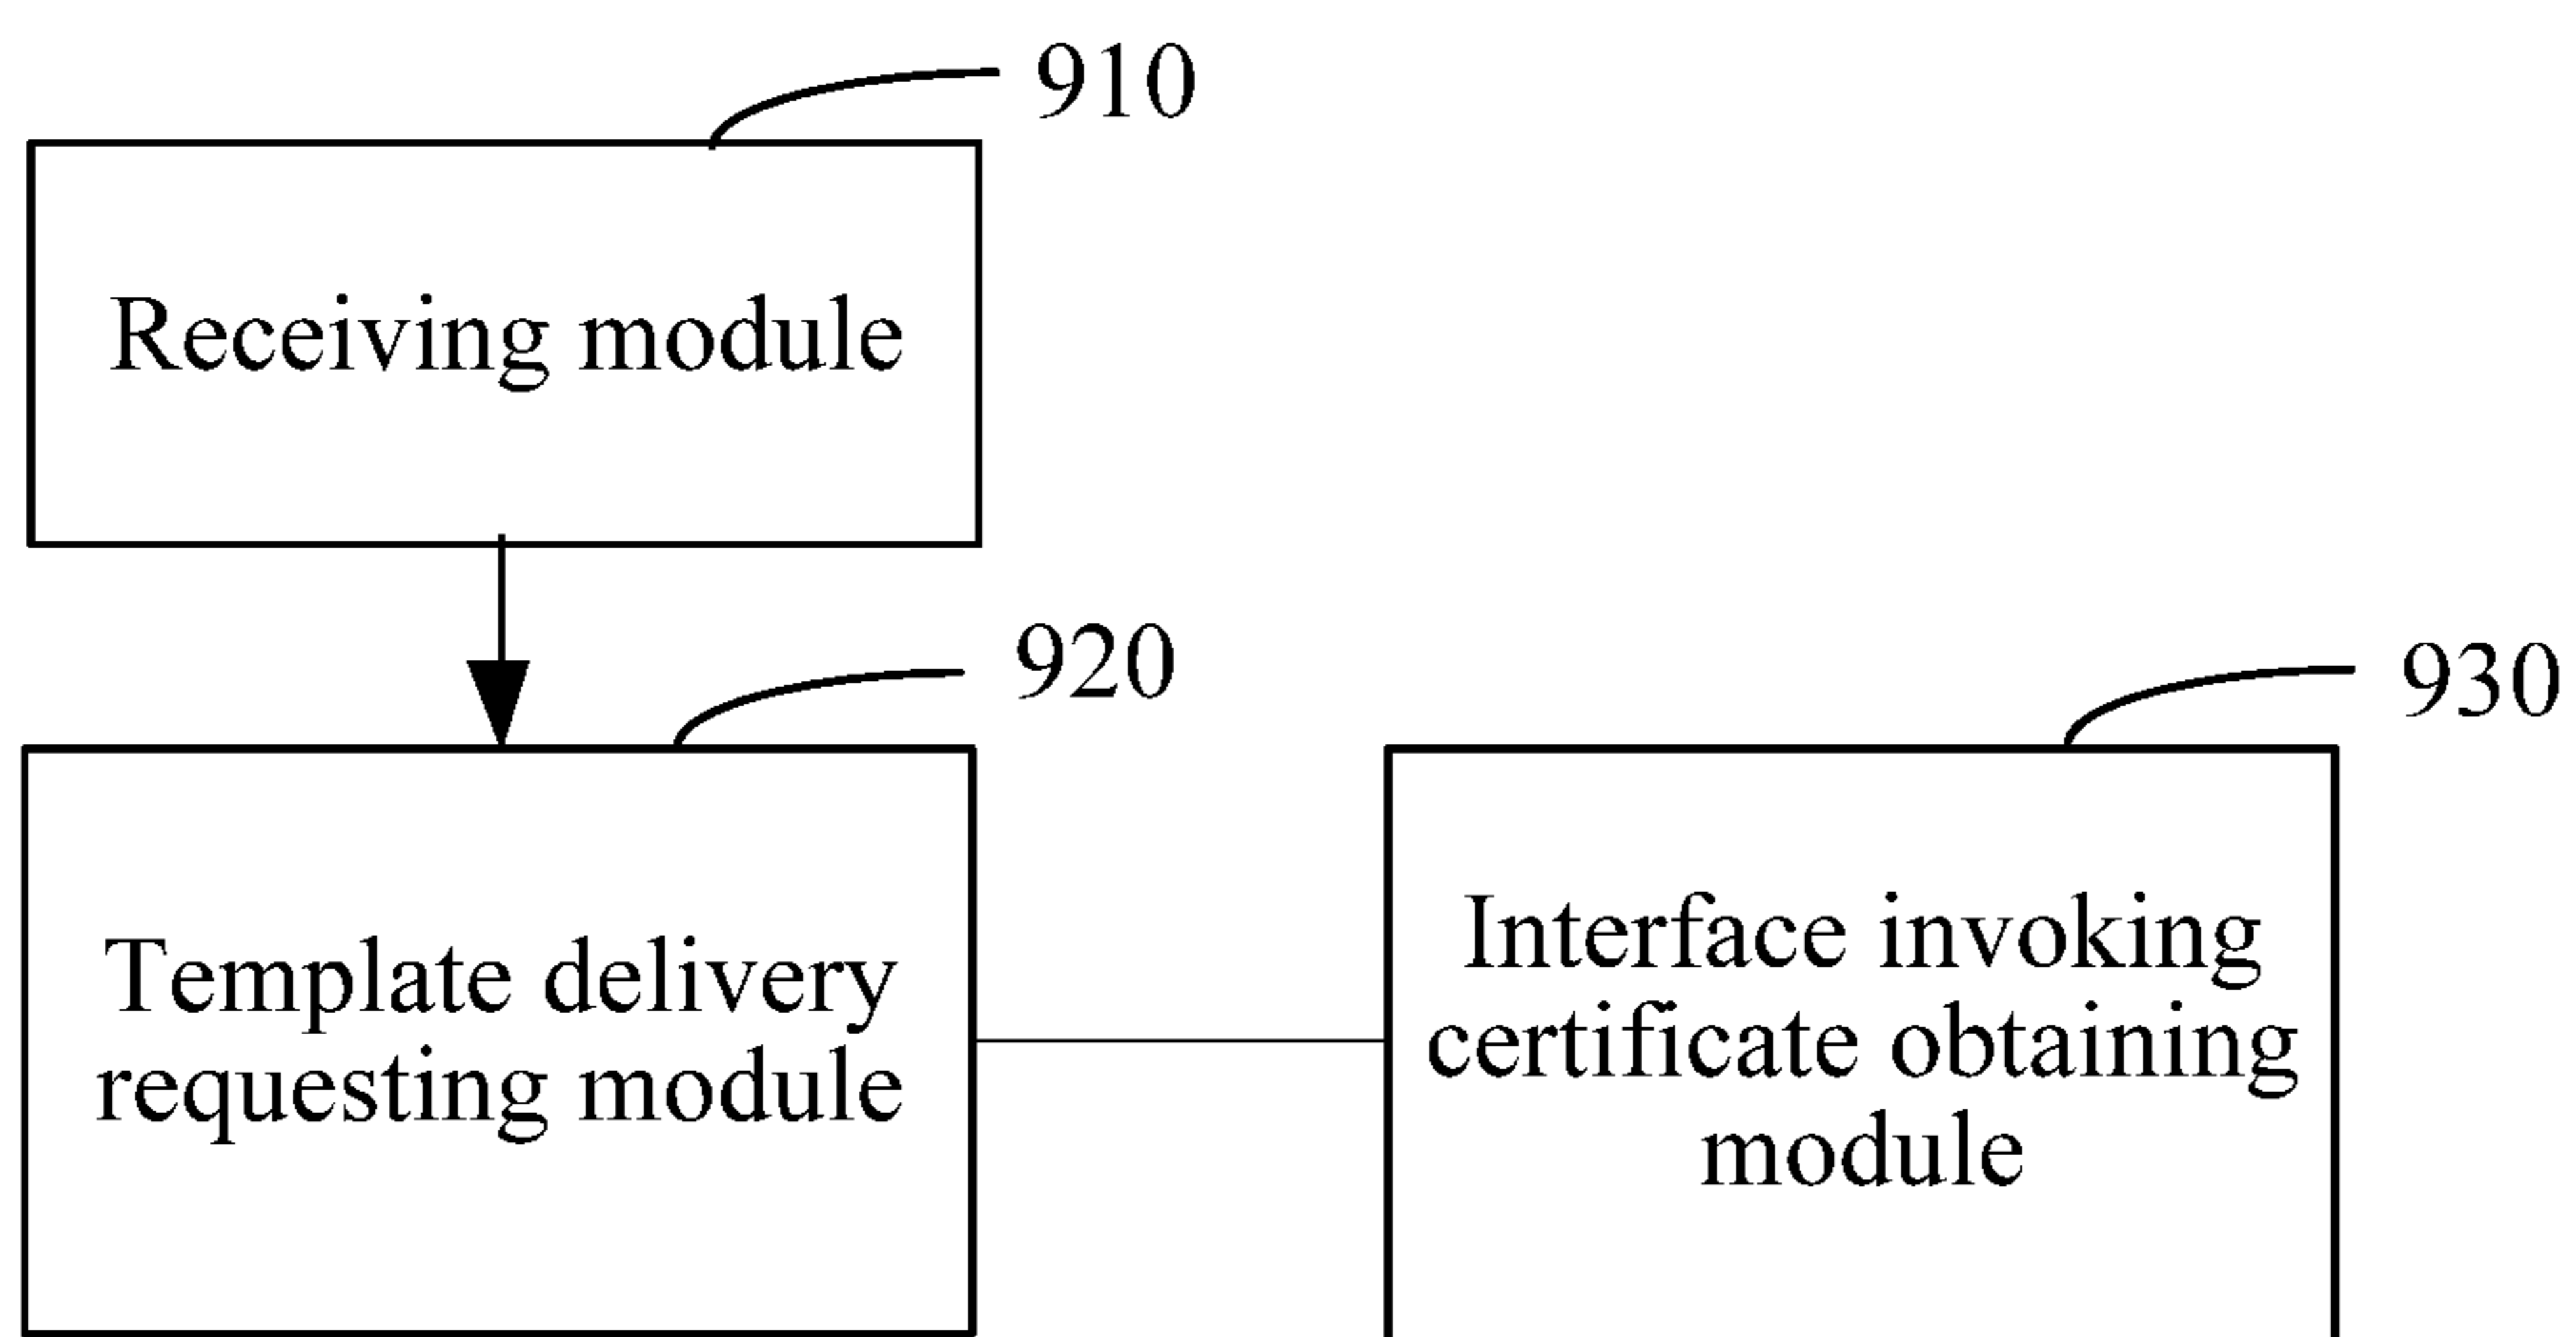 910
Receiving module
920
Template delivery
requesting module
930
Interface invoking
certificate obtaining
module